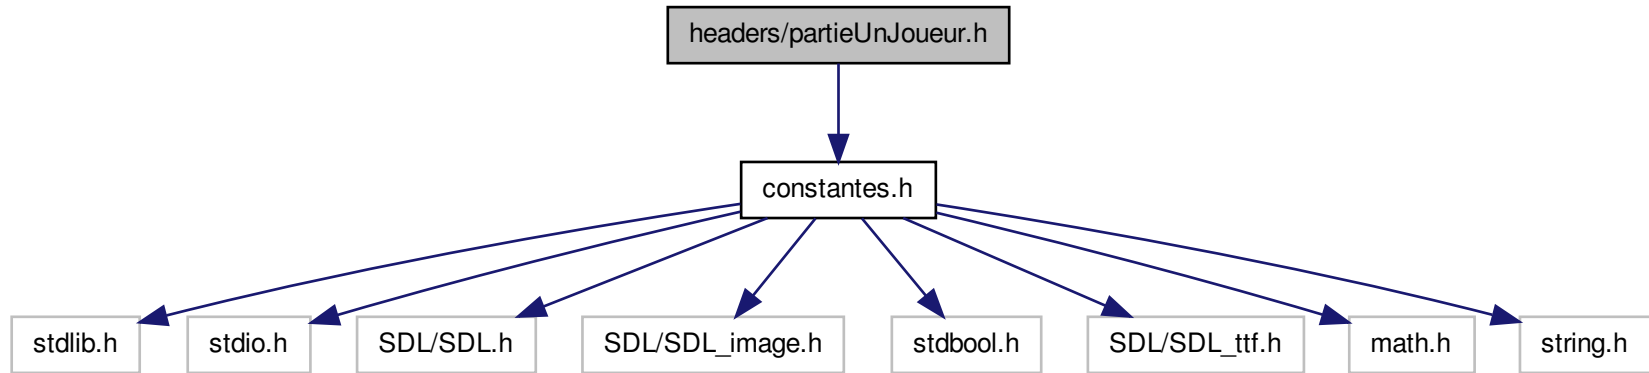 headers/partieUnJoueur.h
constantes.h
stdlib.h
stdio.h
SDL/SDL.h
SDL/SDL_image.h
stdbool.h
SDL/SDL_ttf.h
math.h
string.h